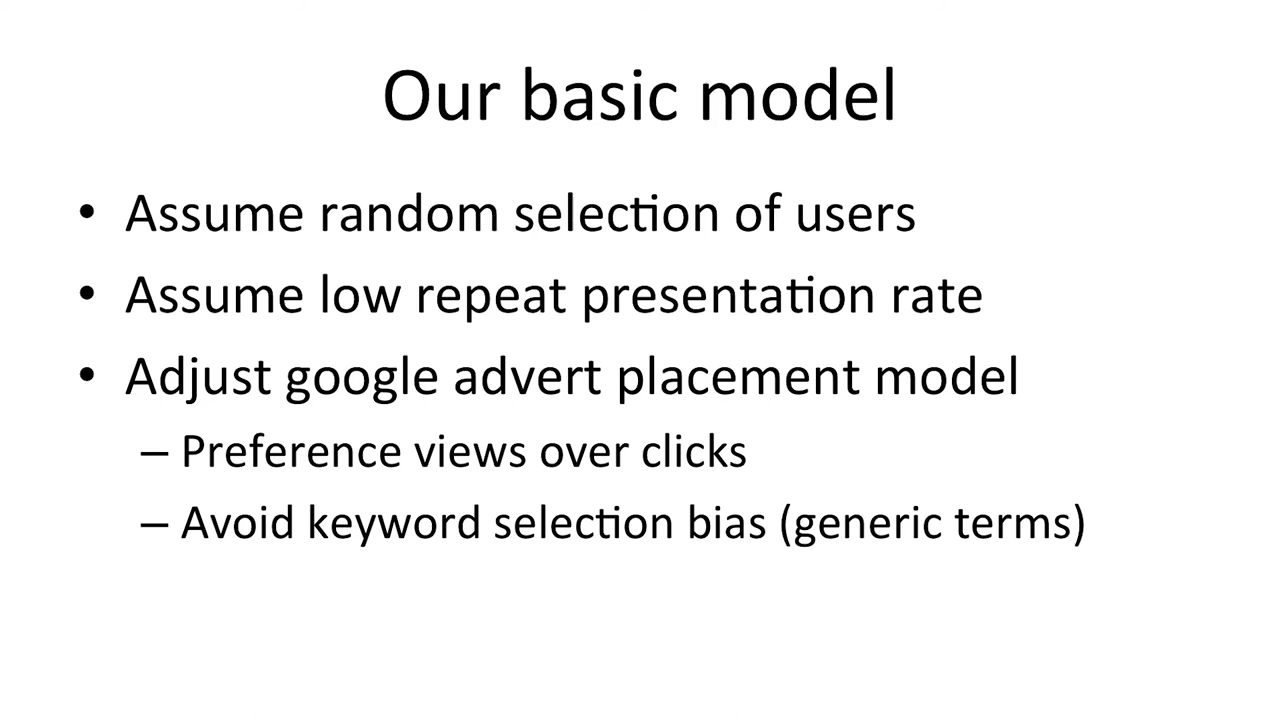 Our basic model
• Assume random selection of users
• Assume low repeat presentation rate
• Adjust google advert placement model
– Preference views over clicks
– Avoid keyword selection bias (generic terms)